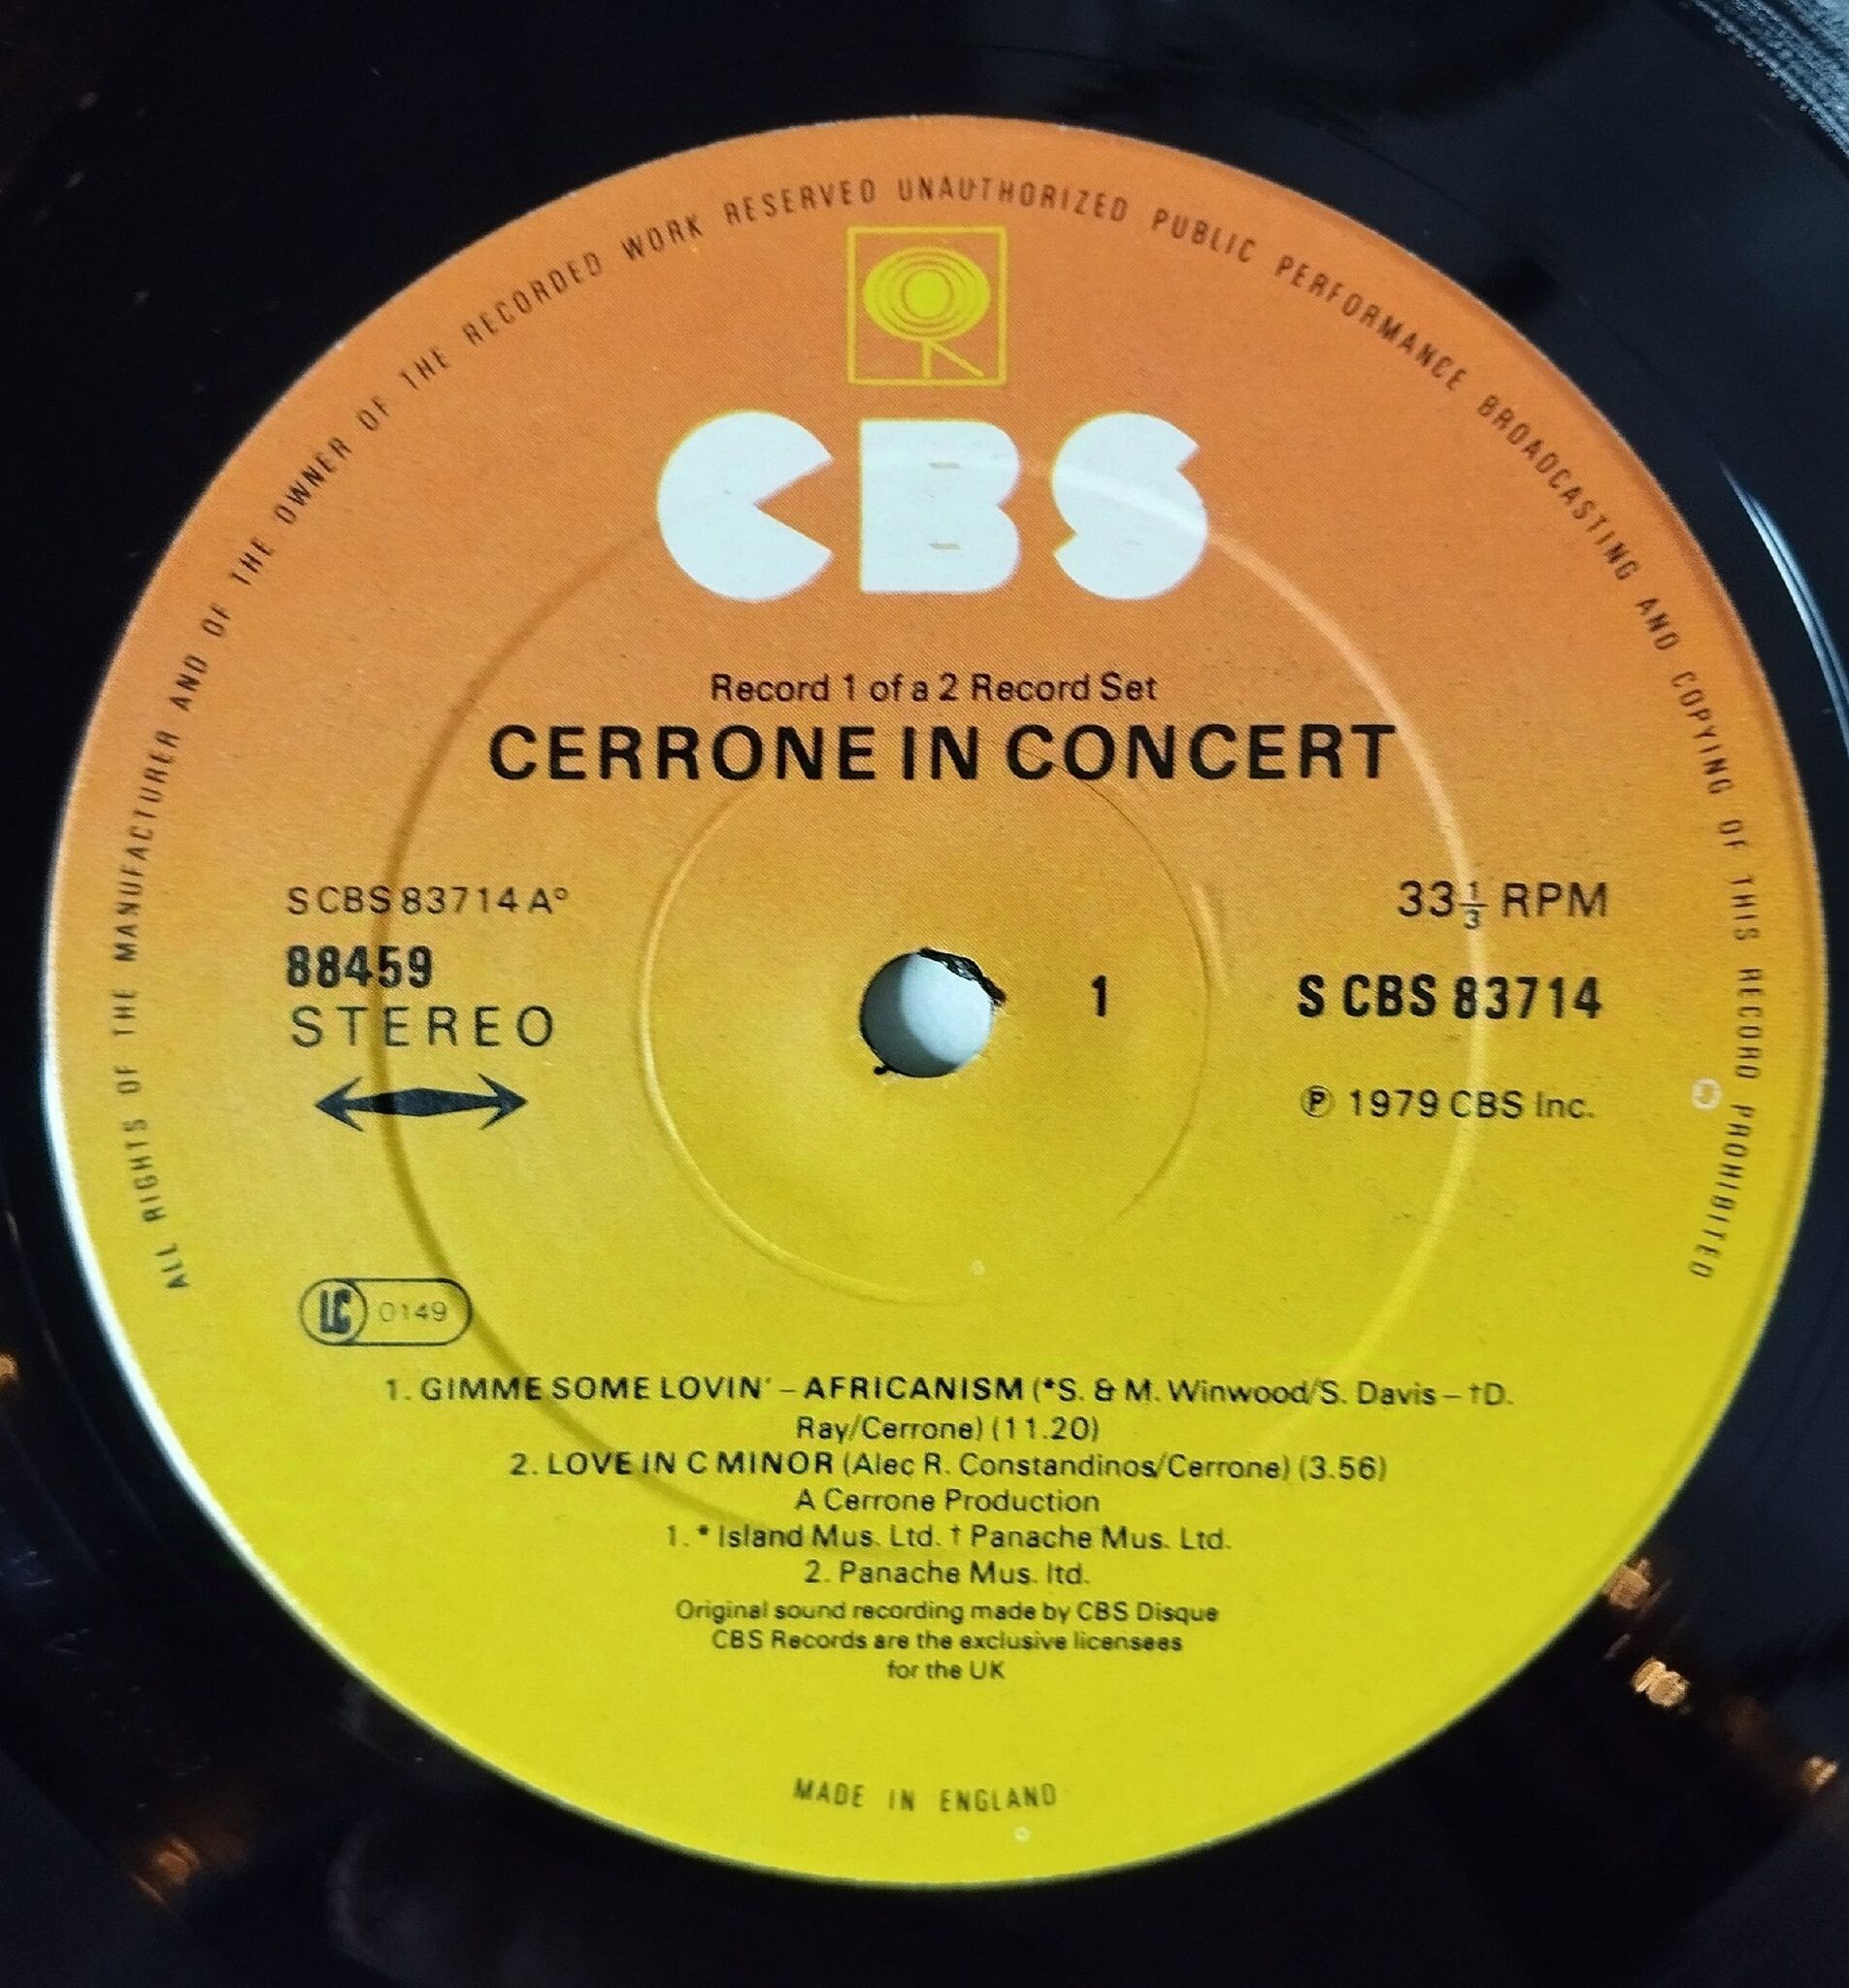 ALL RIGHTS OF THE MANUFACTURER AND OF THE OWNER OF THE RECORDED WORK RESERVED UNAUTHORIZED PUBLIC PERFORMANCE BROADCASTING AND COPYING OF THIS RECORD PROHIBITED
CBS
Record 1 of a 2 Record Set
CERRONE IN CONCERT
S CBS 83714 A°
88459
STEREO
33⅓ RPM
1
S CBS 83714
℗ 1979 CBS Inc.
LC 0149
1. GIMME SOME LOVIN' – AFRICANISM (*S. & M. Winwood/S. Davis – †D.
Ray/Cerrone) (11.20)
2. LOVE IN C MINOR (Alec R. Constandinos/Cerrone) (3.56)
A Cerrone Production
1. * Island Mus. Ltd. † Panache Mus. Ltd.
2. Panache Mus. ltd.
Original sound recording made by CBS Disque
CBS Records are the exclusive licensees
for the UK
MADE IN ENGLAND